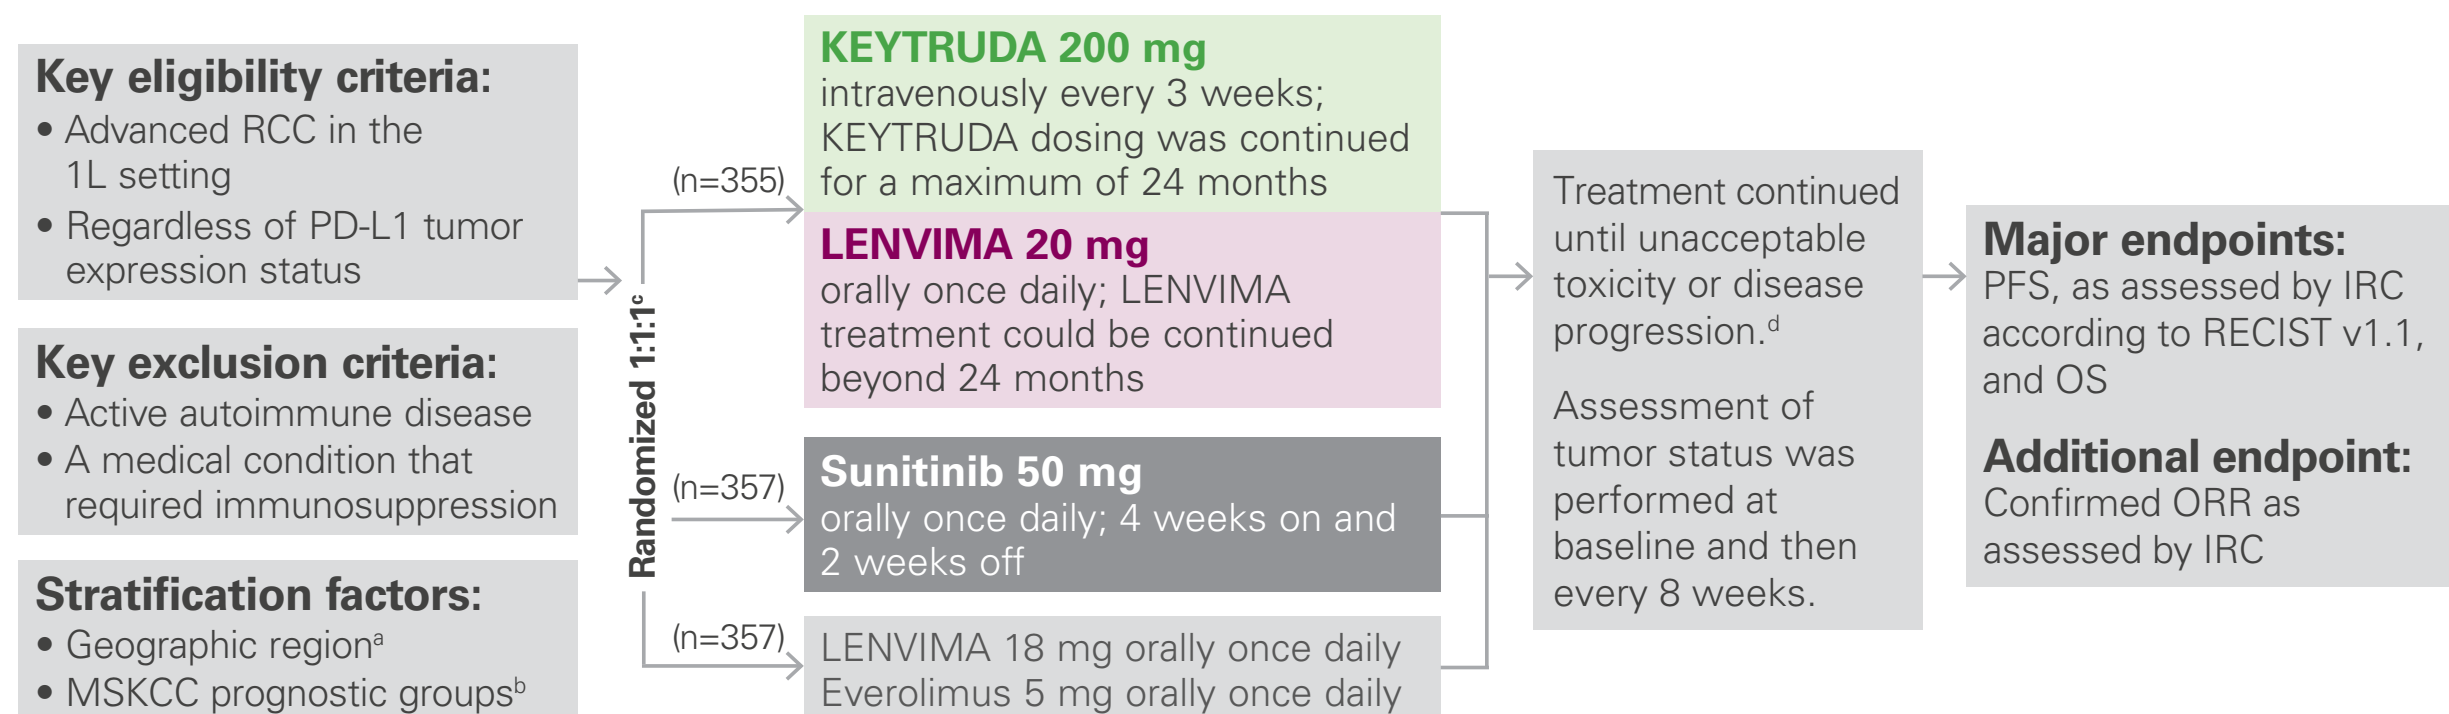 Key eligibility criteria:
• Advanced RCC in the
1L setting
• Regardless of PD-L1 tumor
expression status
Key exclusion criteria:
• Active autoimmune disease
• A medical condition that
required immunosuppression
Stratification factors:
• Geographic regionᵃ
• MSKCC prognostic groupsᵇ
Randomized 1:1:1ᶜ
(n=355)
KEYTRUDA 200 mg
intravenously every 3 weeks;
KEYTRUDA dosing was continued
for a maximum of 24 months
LENVIMA 20 mg
orally once daily; LENVIMA
treatment could be continued
beyond 24 months
(n=357)
Sunitinib 50 mg
orally once daily; 4 weeks on and
2 weeks off
(n=357)
LENVIMA 18 mg orally once daily
Everolimus 5 mg orally once daily
Treatment continued
until unacceptable
toxicity or disease
progression.ᵈ
Assessment of
tumor status was
performed at
baseline and then
every 8 weeks.
Major endpoints:
PFS, as assessed by IRC
according to RECIST v1.1,
and OS
Additional endpoint:
Confirmed ORR as
assessed by IRC